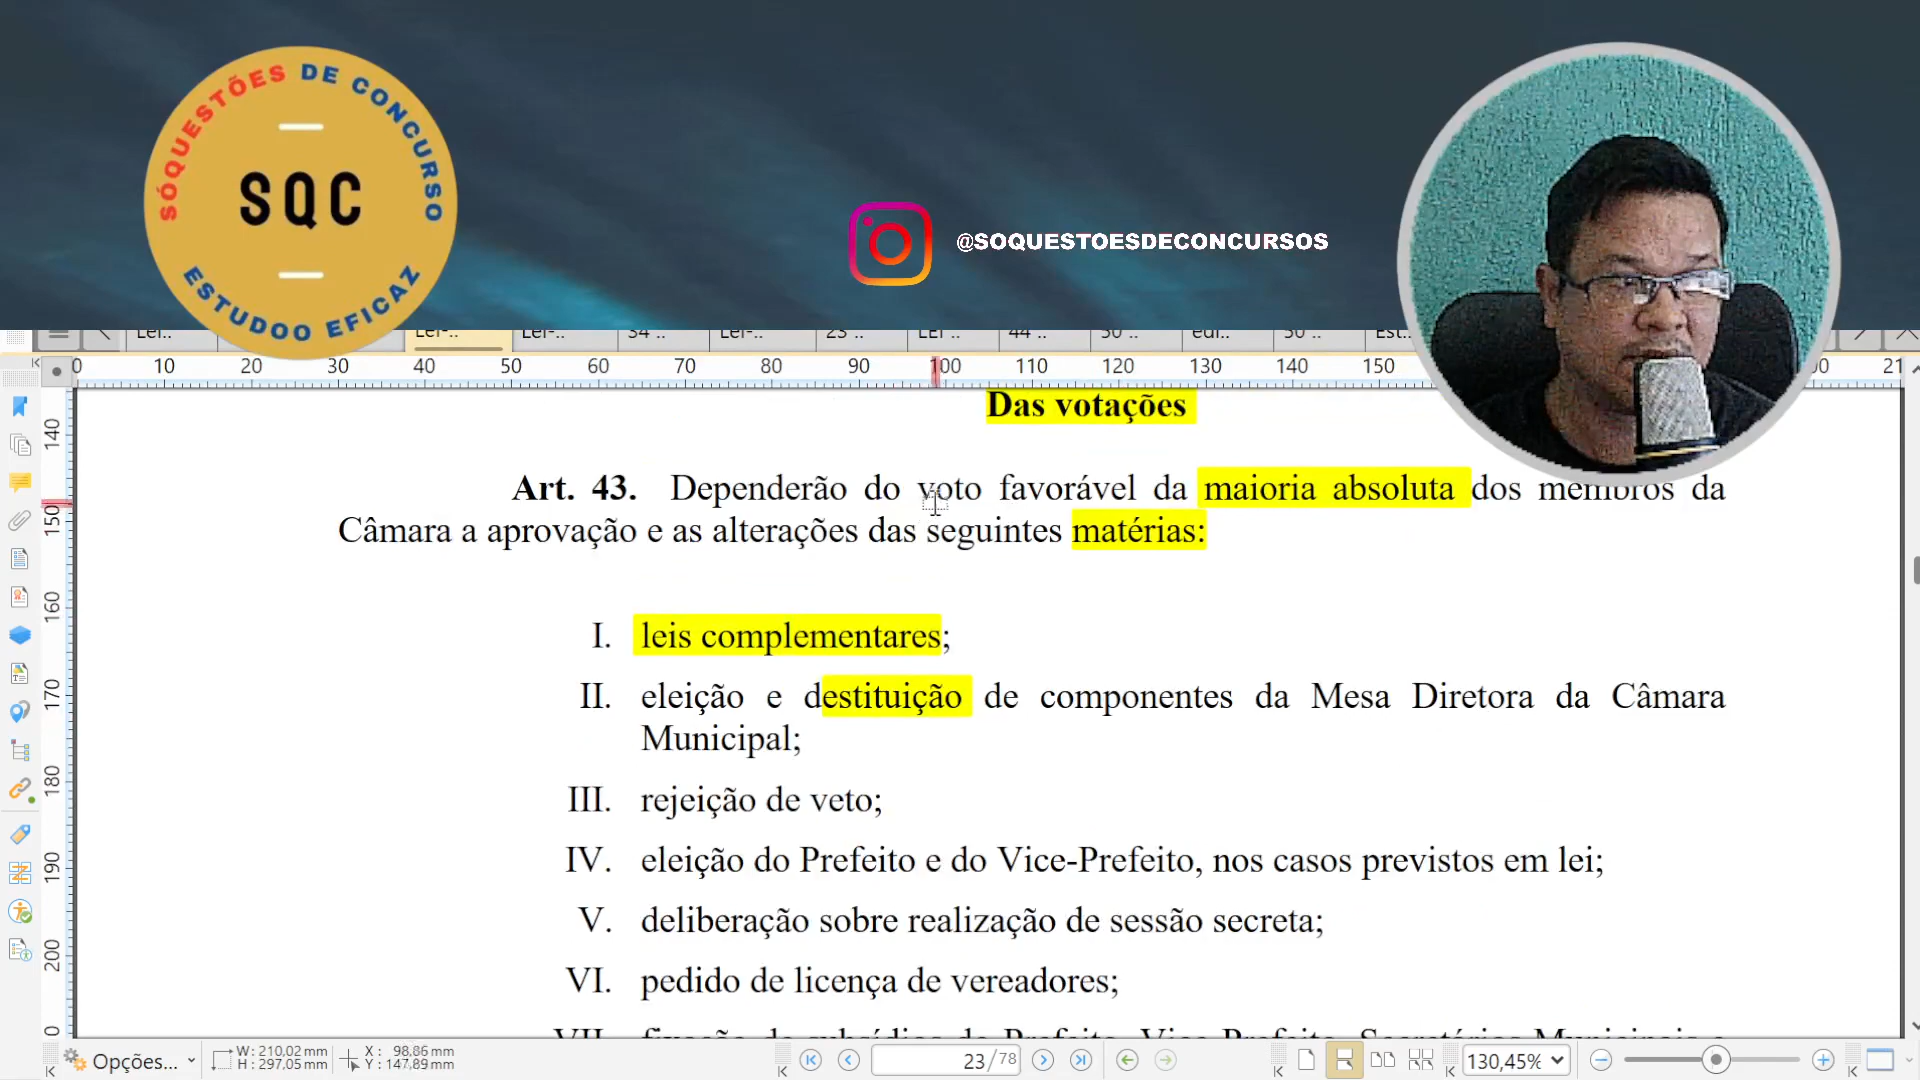 SÓQUESTÕES DE CONCURSO
SQC
ESTUDOO EFICAZ
@SOQUESTOESDECONCURSOS
0 10 20 30 40 50 60 70 80 90 100 110 120 130 140 150
140
150
160
170
180
190
200
Das votações
Art. 43. Dependerão do voto favorável da maioria absoluta dos membros da
Câmara a aprovação e as alterações das seguintes matérias:
I. leis complementares;
II. eleição e destituição de componentes da Mesa Diretora da Câmara
Municipal;
III. rejeição de veto;
IV. eleição do Prefeito e do Vice-Prefeito, nos casos previstos em lei;
V. deliberação sobre realização de sessão secreta;
VI. pedido de licença de vereadores;
Opções...
W: 210,02 mm
H: 297,05 mm
X: 98,86 mm
Y: 147,89 mm
23 / 78
130,45%